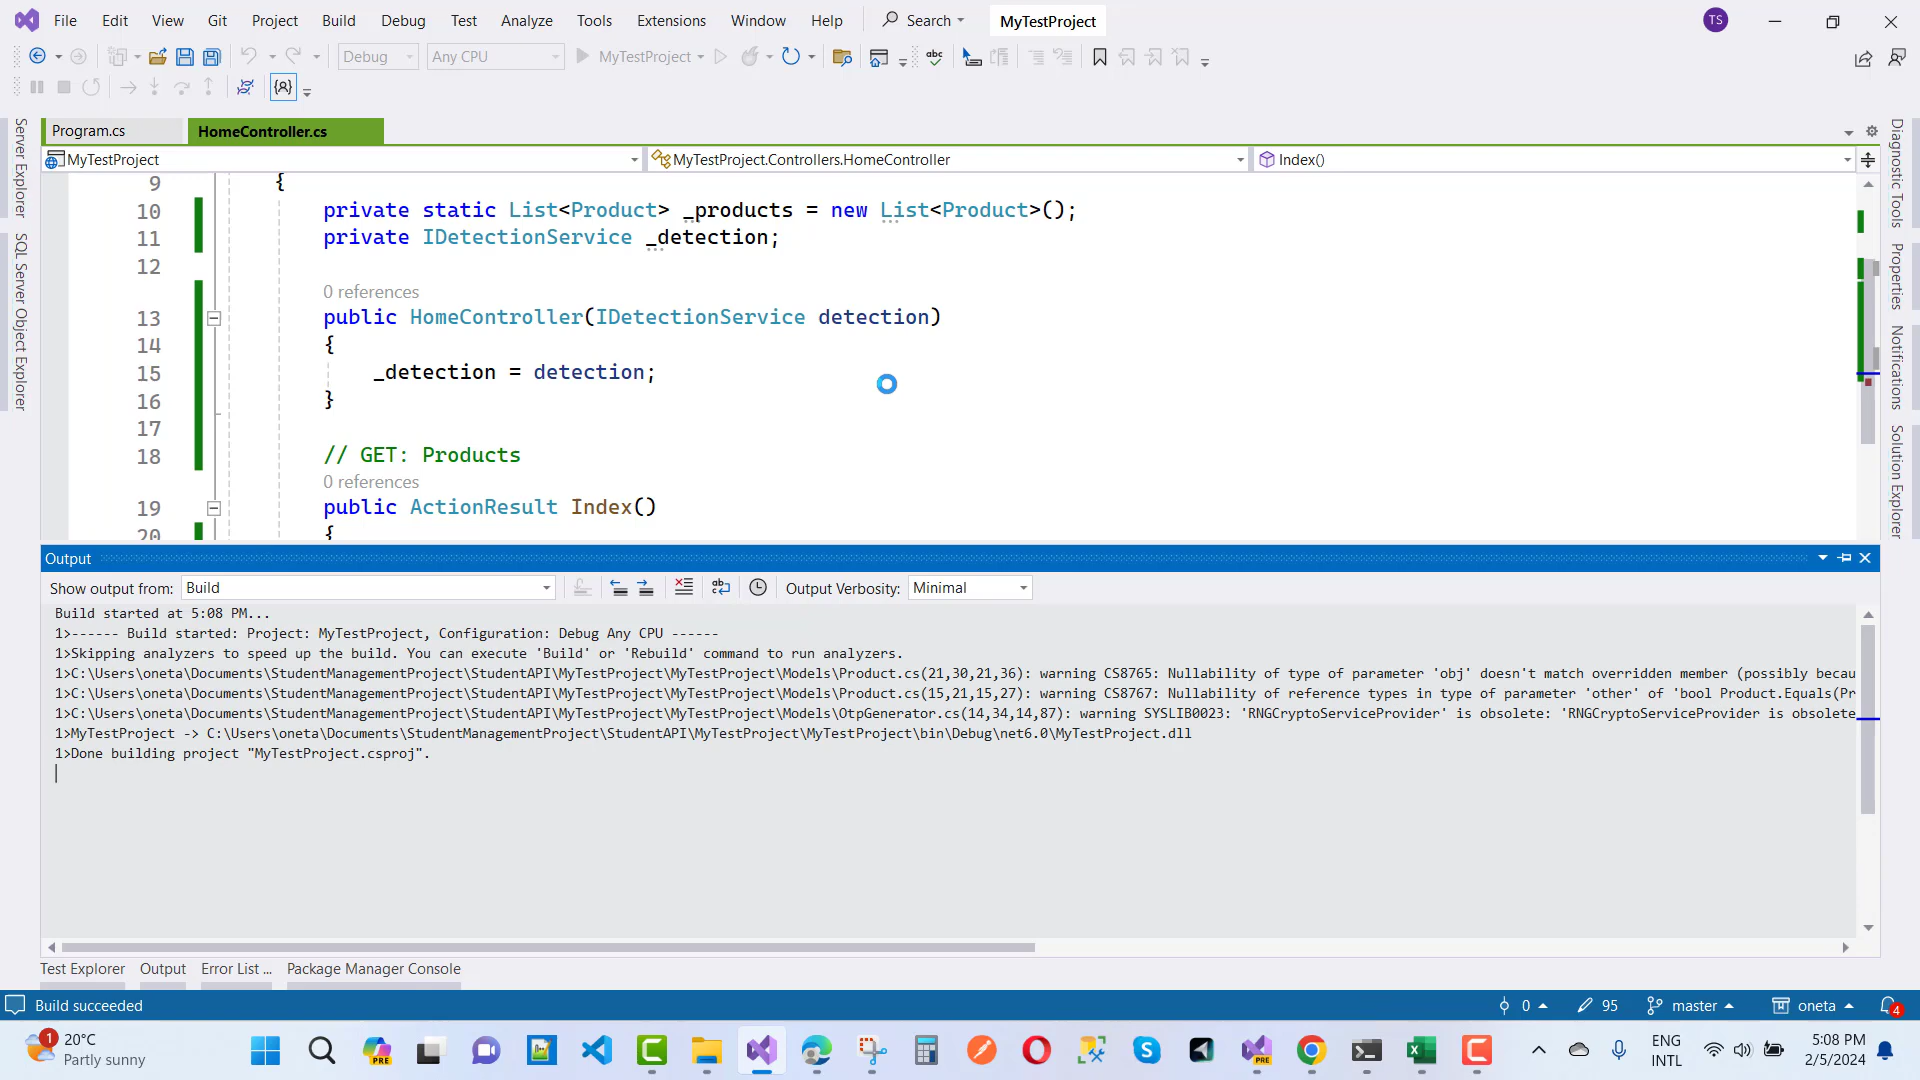 File Edit View Git Project Build Debug Test Analyze Tools Extensions Window Help Search MyTestProject TS
Debug Any CPU MyTestProject
Program.cs HomeController.cs
MyTestProject MyTestProject.Controllers.HomeController Index()
Server Explorer
SQL Server Object Explorer
9 {
10 private static List<Product> _products = new List<Product>();
11 private IDetectionService _detection;
12
0 references
13 public HomeController(IDetectionService detection)
14 {
15 _detection = detection;
16 }
17
18 // GET: Products
0 references
19 public ActionResult Index()
20 {
Diagnostic Tools
Properties
Notifications
Solution Explorer
Output
Show output from: Build Output Verbosity: Minimal
Build started at 5:08 PM...
1>------ Build started: Project: MyTestProject, Configuration: Debug Any CPU ------
1>Skipping analyzers to speed up the build. You can execute 'Build' or 'Rebuild' command to run analyzers.
1>C:\Users\oneta\Documents\StudentManagementProject\StudentAPI\MyTestProject\MyTestProject\Models\Product.cs(21,30,21,36): warning CS8765: Nullability of type of parameter 'obj' doesn't match overridden member (possibly becau
1>C:\Users\oneta\Documents\StudentManagementProject\StudentAPI\MyTestProject\MyTestProject\Models\Product.cs(15,21,15,27): warning CS8767: Nullability of reference types in type of parameter 'other' of 'bool Product.Equals(Pr
1>C:\Users\oneta\Documents\StudentManagementProject\StudentAPI\MyTestProject\MyTestProject\Models\OtpGenerator.cs(14,34,14,87): warning SYSLIB0023: 'RNGCryptoServiceProvider' is obsolete: 'RNGCryptoServiceProvider is obsolete
1>MyTestProject -> C:\Users\oneta\Documents\StudentManagementProject\StudentAPI\MyTestProject\MyTestProject\bin\Debug\net6.0\MyTestProject.dll
1>Done building project "MyTestProject.csproj".
Test Explorer Output Error List ... Package Manager Console
Build succeeded 0 95 master oneta 4
1 20°C
Partly sunny
PRE PRE
ENG
INTL
5:08 PM
2/5/2024